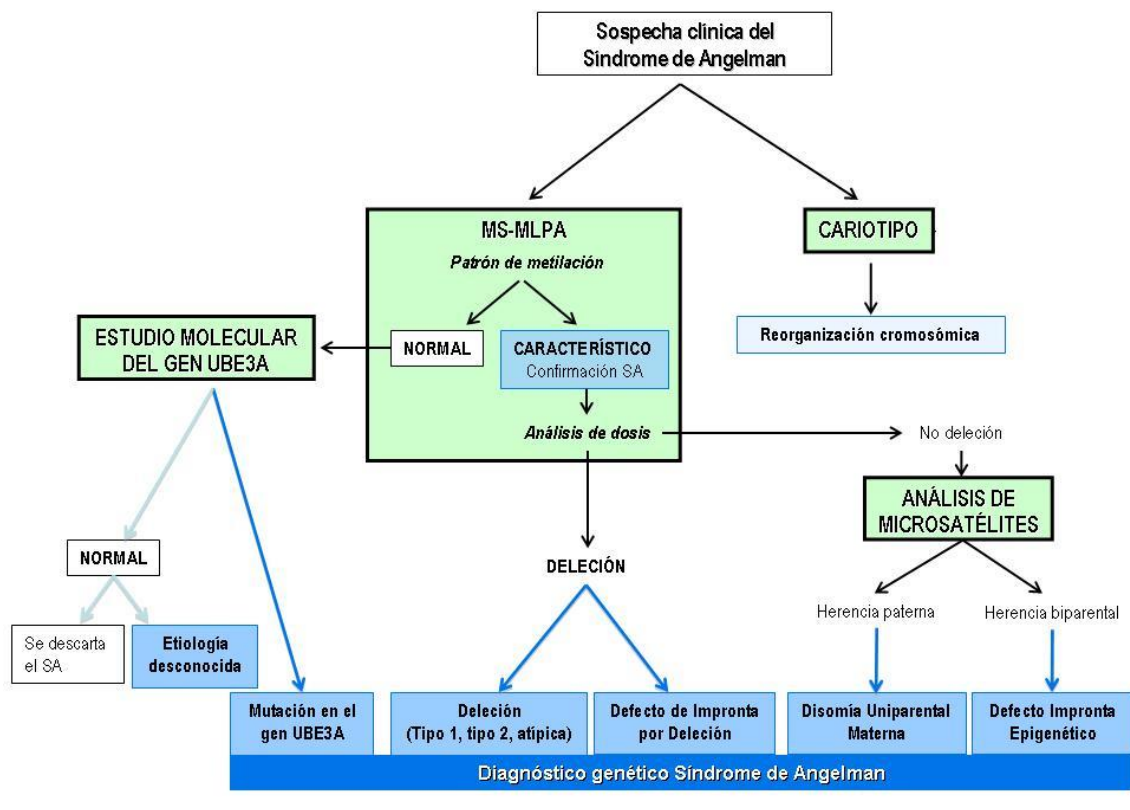 Sospecha clínica del
Síndrome de Angelman
MS-MLPA
Patrón de metilación
CARIOTIPO
ESTUDIO MOLECULAR
DEL GEN UBE3A
NORMAL
CARACTERÍSTICO
Confirmación SA
Reorganización cromosómica
Análisis de dosis
No deleción
ANÁLISIS DE
MICROSATÉLITES
NORMAL
DELECIÓN
Herencia paterna
Herencia biparental
Se descarta
el SA
Etiología
desconocida
Mutación en el
gen UBE3A
Deleción
(Tipo 1, tipo 2, atípica)
Defecto de Impronta
por Deleción
Disomía Uniparental
Materna
Defecto Impronta
Epigenético
Diagnóstico genético Síndrome de Angelman